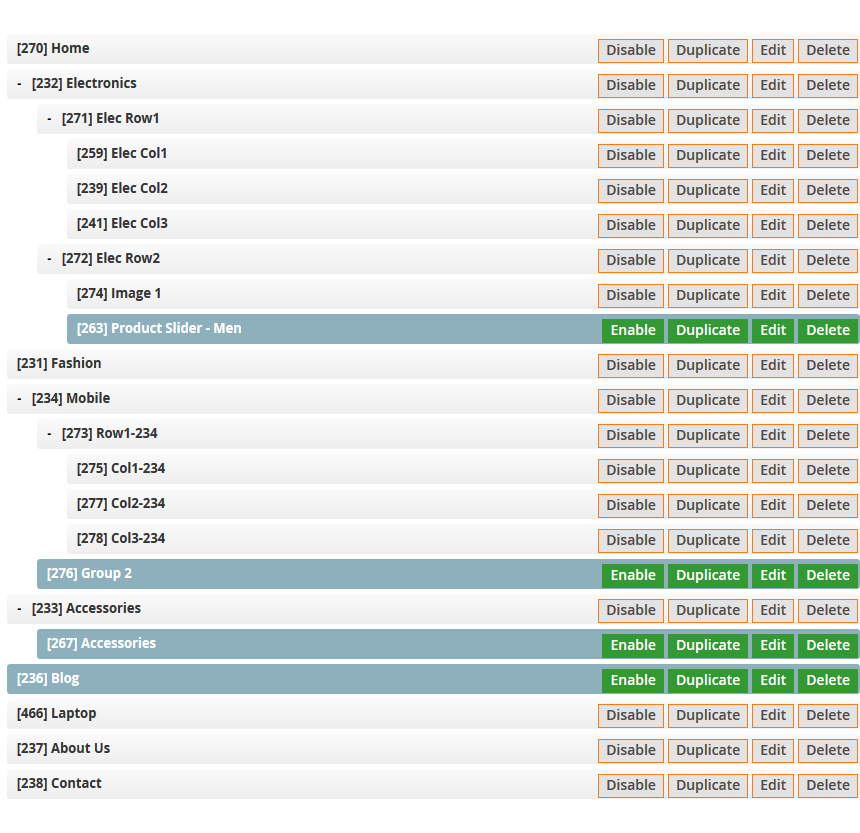 [270] Home Disable Duplicate Edit Delete
- [232] Electronics Disable Duplicate Edit Delete
- [271] Elec Row1 Disable Duplicate Edit Delete
[259] Elec Col1 Disable Duplicate Edit Delete
[239] Elec Col2 Disable Duplicate Edit Delete
[241] Elec Col3 Disable Duplicate Edit Delete
- [272] Elec Row2 Disable Duplicate Edit Delete
[274] Image 1 Disable Duplicate Edit Delete
[263] Product Slider - Men Enable Duplicate Edit Delete
[231] Fashion Disable Duplicate Edit Delete
- [234] Mobile Disable Duplicate Edit Delete
- [273] Row1-234 Disable Duplicate Edit Delete
[275] Col1-234 Disable Duplicate Edit Delete
[277] Col2-234 Disable Duplicate Edit Delete
[278] Col3-234 Disable Duplicate Edit Delete
[276] Group 2 Enable Duplicate Edit Delete
- [233] Accessories Disable Duplicate Edit Delete
[267] Accessories Enable Duplicate Edit Delete
[236] Blog Enable Duplicate Edit Delete
[466] Laptop Disable Duplicate Edit Delete
[237] About Us Disable Duplicate Edit Delete
[238] Contact Disable Duplicate Edit Delete